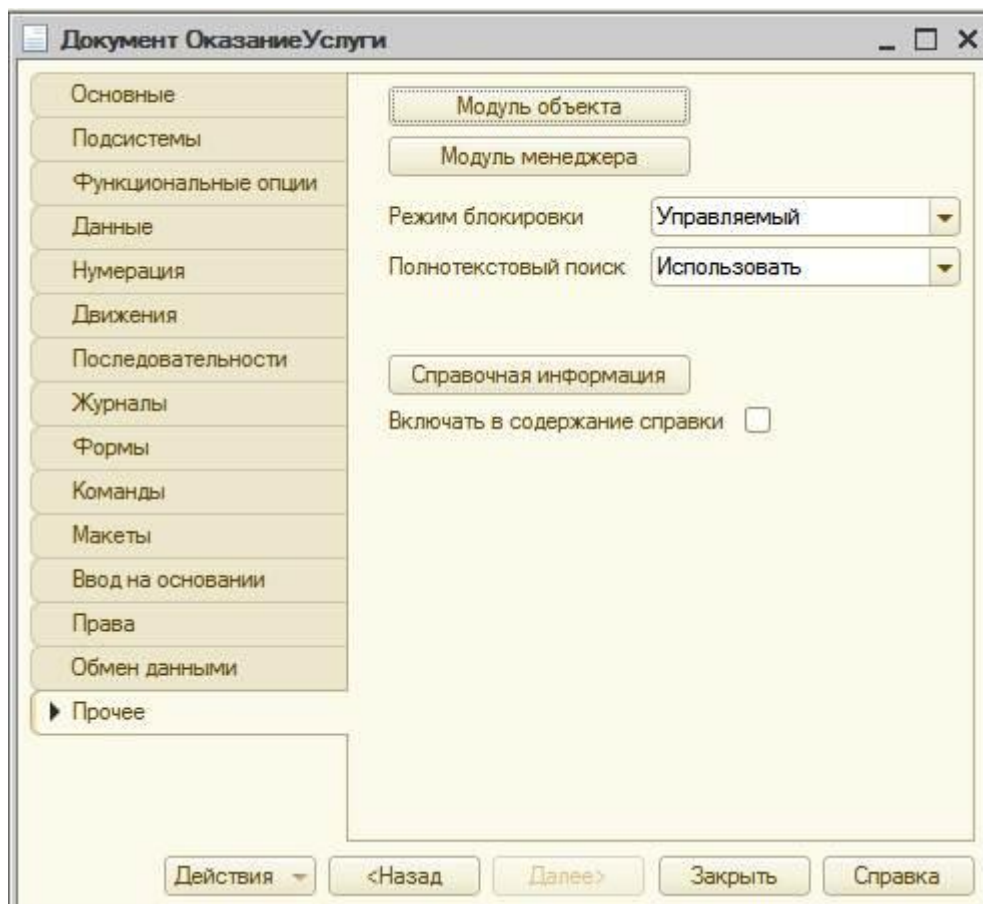 Документ ОказаниеУслуги
Основные
Подсистемы
Функциональные опции
Данные
Нумерация
Движения
Последовательности
Журналы
Формы
Команды
Макеты
Ввод на основании
Права
Обмен данными
Прочее
Модуль объекта
Модуль менеджера
Режим блокировки Управляемый
Полнотекстовый поиск Использовать
Справочная информация
Включать в содержание справки
Действия <Назад Далее> Закрыть Справка